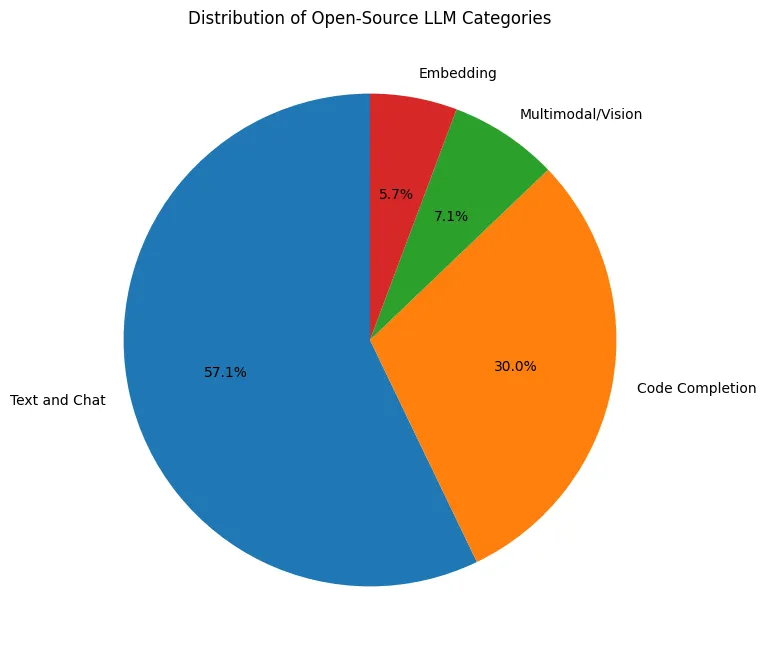 Distribution of Open-Source LLM Categories
Embedding
Multimodal/Vision
5.7%
7.1%
57.1%
30.0%
Text and Chat
Code Completion